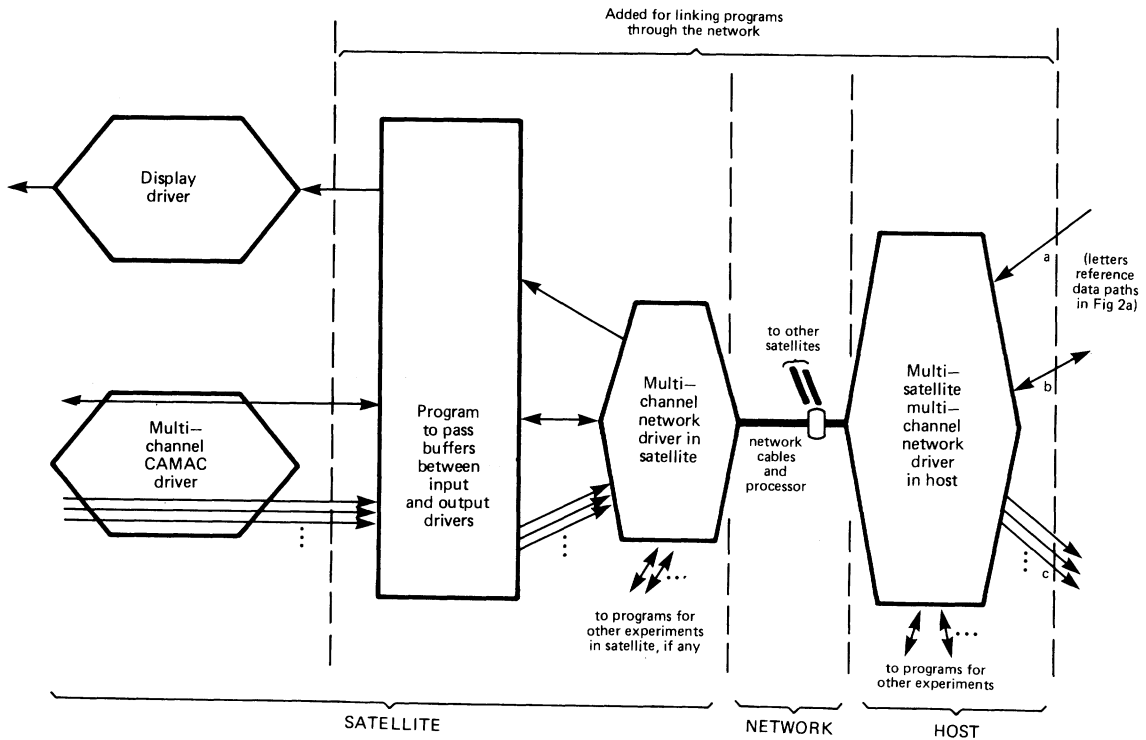 Added for linking programs
through the network
Display
driver
a
(letters
reference
data paths
in Fig 2a)
to other
satellites
b
Multi—
satellite
multi—
channel
network
driver
in host
Multi—
channel
network
driver in
satellite
Program
to pass
buffers
between
input
and output
drivers
Multi—
channel
CAMAC
driver
network
cables
and
processor
c
to programs for
other experiments
in satellite, if any
to programs for
other experiments
SATELLITE
NETWORK
HOST